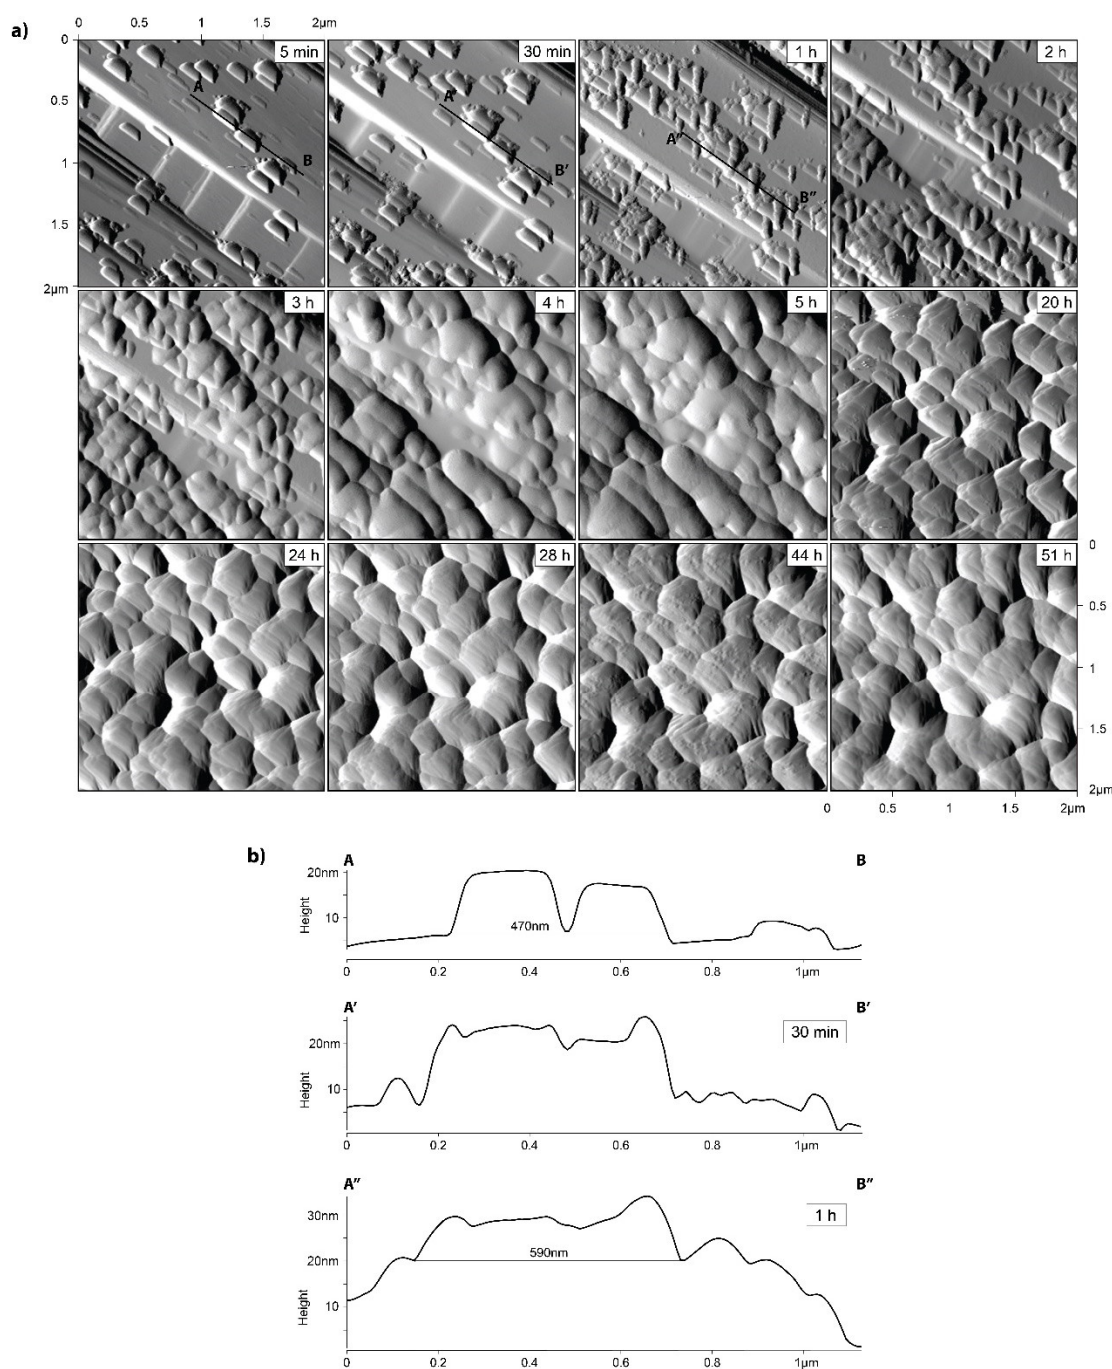 a)
0 0.5 1 1.5 2µm
0
0.5
1
1.5
2µm
5 min
A
B
30 min
A'
B'
1 h
A"
B"
2 h
3 h
4 h
5 h
20 h
24 h
28 h
44 h
51 h
0
0.5
1
1.5
2µm
0 0.5 1 1.5 2µm
b)
A B
20nm
10
Height
470nm
0 0.2 0.4 0.6 0.8 1µm
A' B'
30 min
20nm
10
Height
0 0.2 0.4 0.6 0.8 1µm
A" B"
1 h
30nm
20nm
10
Height
590nm
0 0.2 0.4 0.6 0.8 1µm